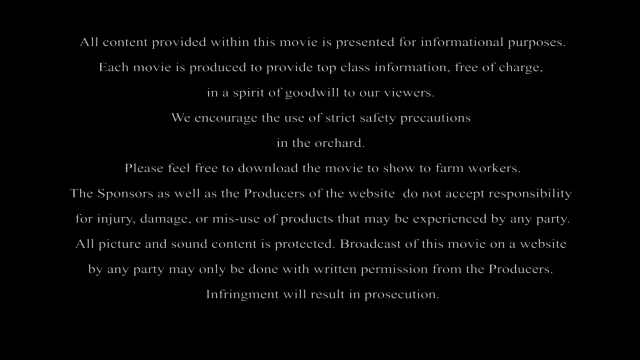 All content provided within this movie is presented for informational purposes.
Each movie is produced to provide top class information, free of charge,
in a spirit of goodwill to our viewers.
We encourage the use of strict safety precautions
in the orchard.
Please feel free to download the movie to show to farm workers.
The Sponsors as well as the Producers of the website do not accept responsibility
for injury, damage, or mis-use of products that may be experienced by any party.
All picture and sound content is protected. Broadcast of this movie on a website
by any party may only be done with written permission from the Producers.
Infringment will result in prosecution.